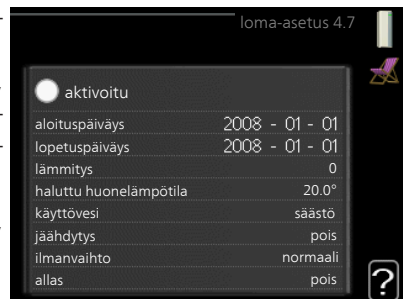 loma-asetus 4.7
aktivoitu
aloituspäiväys 2008 - 01 - 01
lopetuspäiväys 2008 - 01 - 01
lämmitys 0
haluttu huonelämpötila 20.0°
käyttövesi säästö
jäähdytys pois
ilmanvaihto normaali
allas pois
?